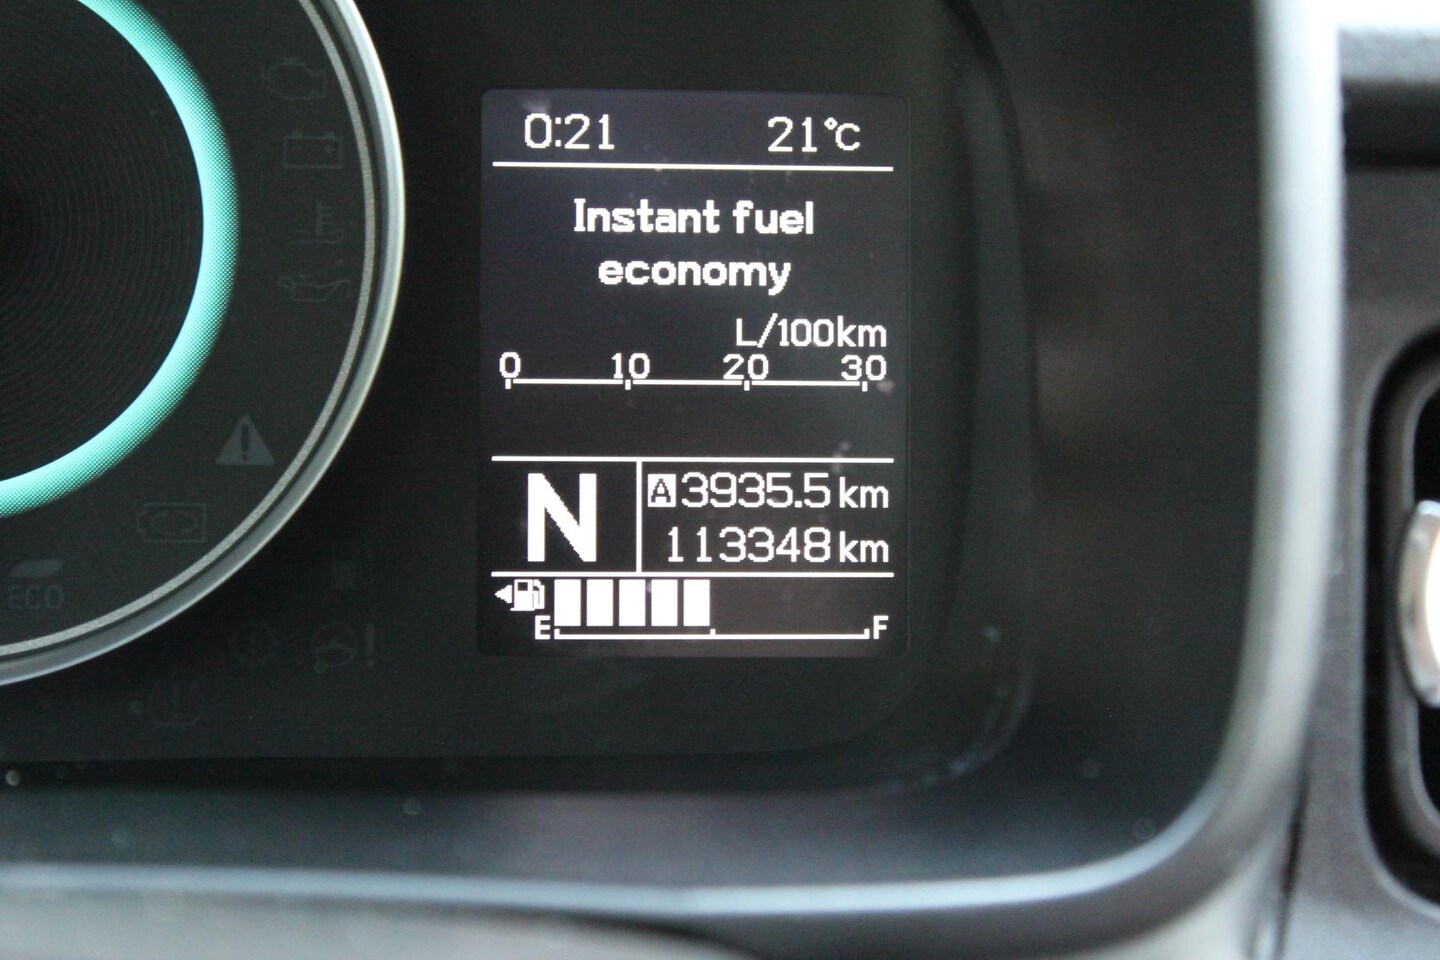 0:21 21°C
Instant fuel
economy
L/100km
0 10 20 30
N A 3935.5 km
113348 km
E F
ECO